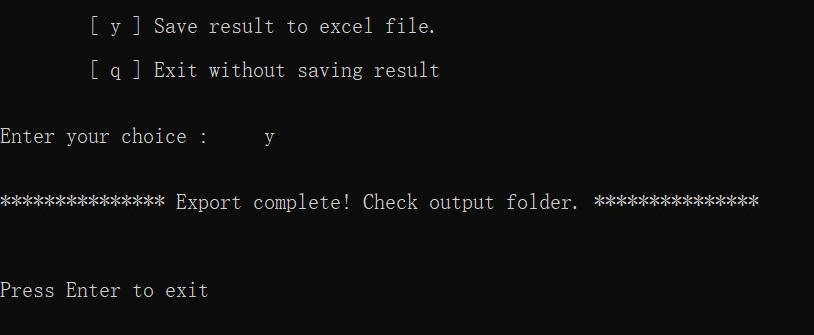 [ y ] Save result to excel file.
[ q ] Exit without saving result
Enter your choice :     y
*************** Export complete! Check output folder. ***************
Press Enter to exit